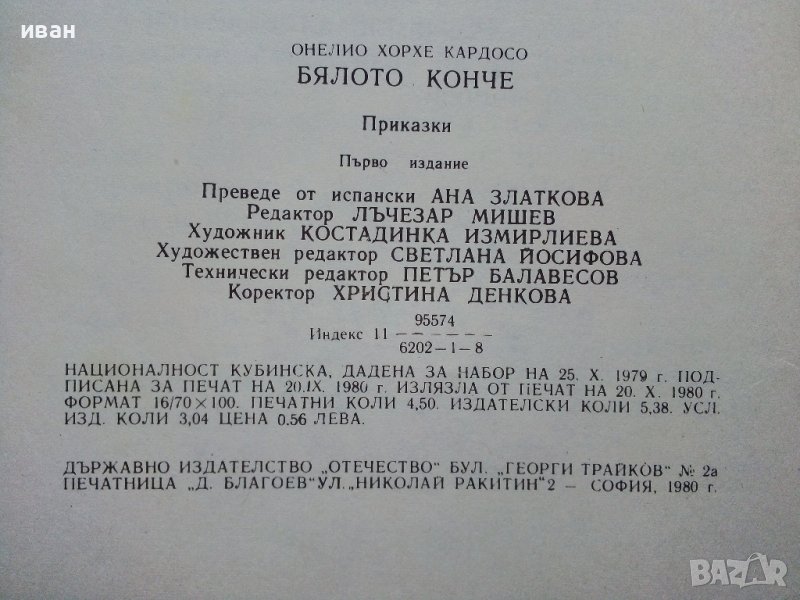 иван
ОНЕЛИО ХОРХЕ КАРДОСО
БЯЛОТО КОНЧЕ
Приказки
Първо издание
Преведе от испански АНА ЗЛАТКОВА
Редактор ЛЪЧЕЗАР МИШЕВ
Художник КОСТАДИНКА ИЗМИРЛИЕВА
Художествен редактор СВЕТЛАНА ЙОСИФОВА
Технически редактор ПЕТЪР БАЛАВЕСОВ
Коректор ХРИСТИНА ДЕНКОВА
95574
Индекс 11 ——————
6202—1—8
НАЦИОНАЛНОСТ КУБИНСКА, ДАДЕНА ЗА НАБОР НА 25. X. 1979 г. ПОД-
ПИСАНА ЗА ПЕЧАТ НА 20.IX. 1980 г. ИЗЛЯЗЛА ОТ ПЕЧАТ НА 20. X. 1980 г.
ФОРМАТ 16/70×100. ПЕЧАТНИ КОЛИ 4,50. ИЗДАТЕЛСКИ КОЛИ 5,38. УСЛ.
ИЗД. КОЛИ 3,04 ЦЕНА 0.56 ЛЕВА.
ДЪРЖАВНО ИЗДАТЕЛСТВО „ОТЕЧЕСТВО“ БУЛ. „ГЕОРГИ ТРАЙКОВ“ № 2а
ПЕЧАТНИЦА „Д. БЛАГОЕВ“ УЛ. „НИКОЛАЙ РАКИТИН“ 2 — СОФИЯ, 1980 г.
BAZAR